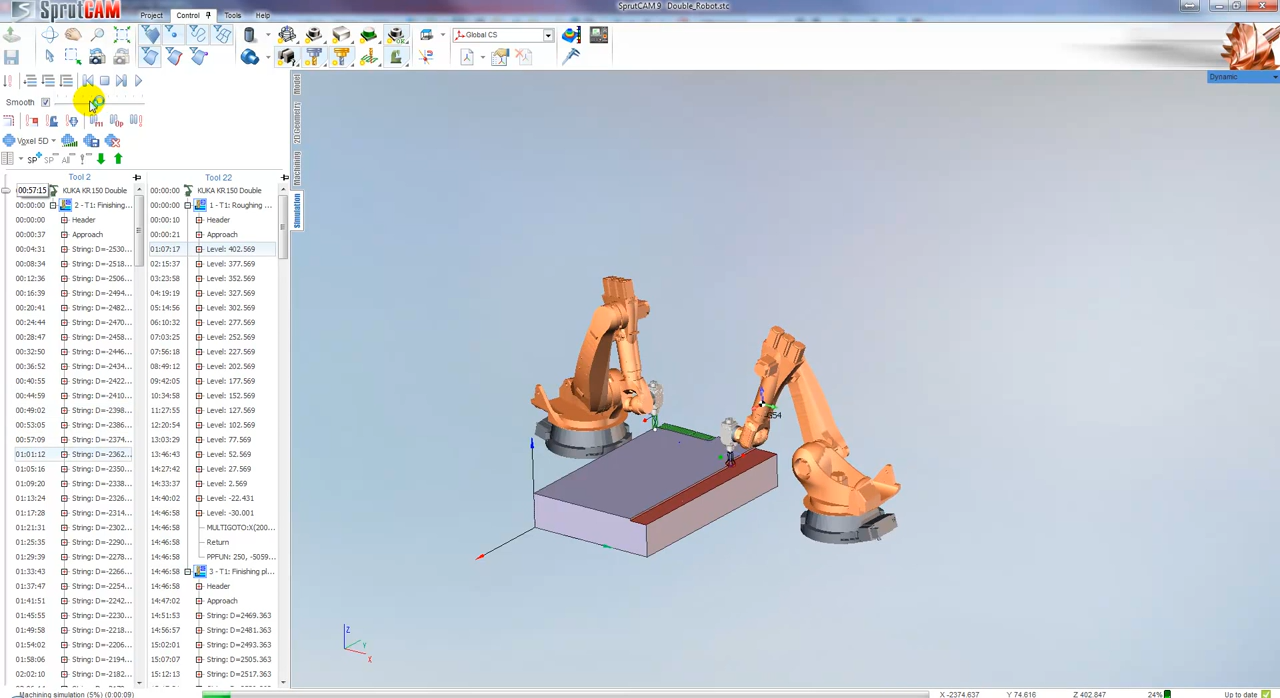 SprutCAM
SprutCAM 9 Double_Robot.stc
Project Control Tools Help
Global CS
Dynamic
Smooth
Voxel 5D
SP SP All
Tool 2 Tool 22
00:57:15 KUKA KR150 Double 00:00:00 KUKA KR150 Double
00:00:00 2 - T1: Finishing... 00:00:00 1 - T1: Roughing ...
00:00:00 Header 00:00:10 Header
00:00:37 Approach 00:00:21 Approach
00:04:31 String: D=-2530... 01:07:17 Level: 402.569
00:08:34 String: D=-2518... 02:15:37 Level: 377.569
00:12:36 String: D=-2506... 03:23:58 Level: 352.569
00:16:39 String: D=-2494... 04:19:19 Level: 327.569
00:20:41 String: D=-2482... 05:14:56 Level: 302.569
00:24:44 String: D=-2470... 06:10:32 Level: 277.569
00:28:47 String: D=-2458... 07:03:25 Level: 252.569
00:32:50 String: D=-2446... 07:56:18 Level: 227.569
00:36:52 String: D=-2434... 08:49:12 Level: 202.569
00:40:55 String: D=-2422... 09:42:05 Level: 177.569
00:44:59 String: D=-2410... 10:34:58 Level: 152.569
00:49:02 String: D=-2398... 11:27:55 Level: 127.569
00:53:05 String: D=-2386... 12:20:54 Level: 102.569
00:57:09 String: D=-2374... 13:03:29 Level: 77.569
01:01:12 String: D=-2362... 13:46:43 Level: 52.569
01:05:16 String: D=-2350... 14:27:42 Level: 27.569
01:09:20 String: D=-2338... 14:33:37 Level: 2.569
01:13:24 String: D=-2326... 14:40:02 Level: -22.431
01:17:28 String: D=-2314... 14:46:58 Level: -30.001
01:21:31 String: D=-2302... 14:46:58 MULTIGOTO:X(200...
01:25:35 String: D=-2290... 14:46:58 Return
01:29:39 String: D=-2278... 14:46:58 PPFUN: 250, -5059...
01:33:43 String: D=-2266... 14:46:58 3 - T1: Finishing pl...
01:37:47 String: D=-2254... 14:46:58 Header
01:41:51 String: D=-2242... 14:47:02 Approach
01:45:55 String: D=-2230... 14:51:53 String: D=2469.363
01:49:58 String: D=-2218... 14:56:57 String: D=2481.363
01:54:02 String: D=-2206... 15:02:01 String: D=2493.363
01:58:06 String: D=-2194... 15:07:07 String: D=2505.363
02:02:10 String: D=-2182... 15:12:13 String: D=2517.363
Model
2D Geometry
Machining
Simulation
G54
Z
Y
X
Machining simulation (5%) (0:00:09) X -2374.637 Y 74.616 Z 402.847 24% Up to date